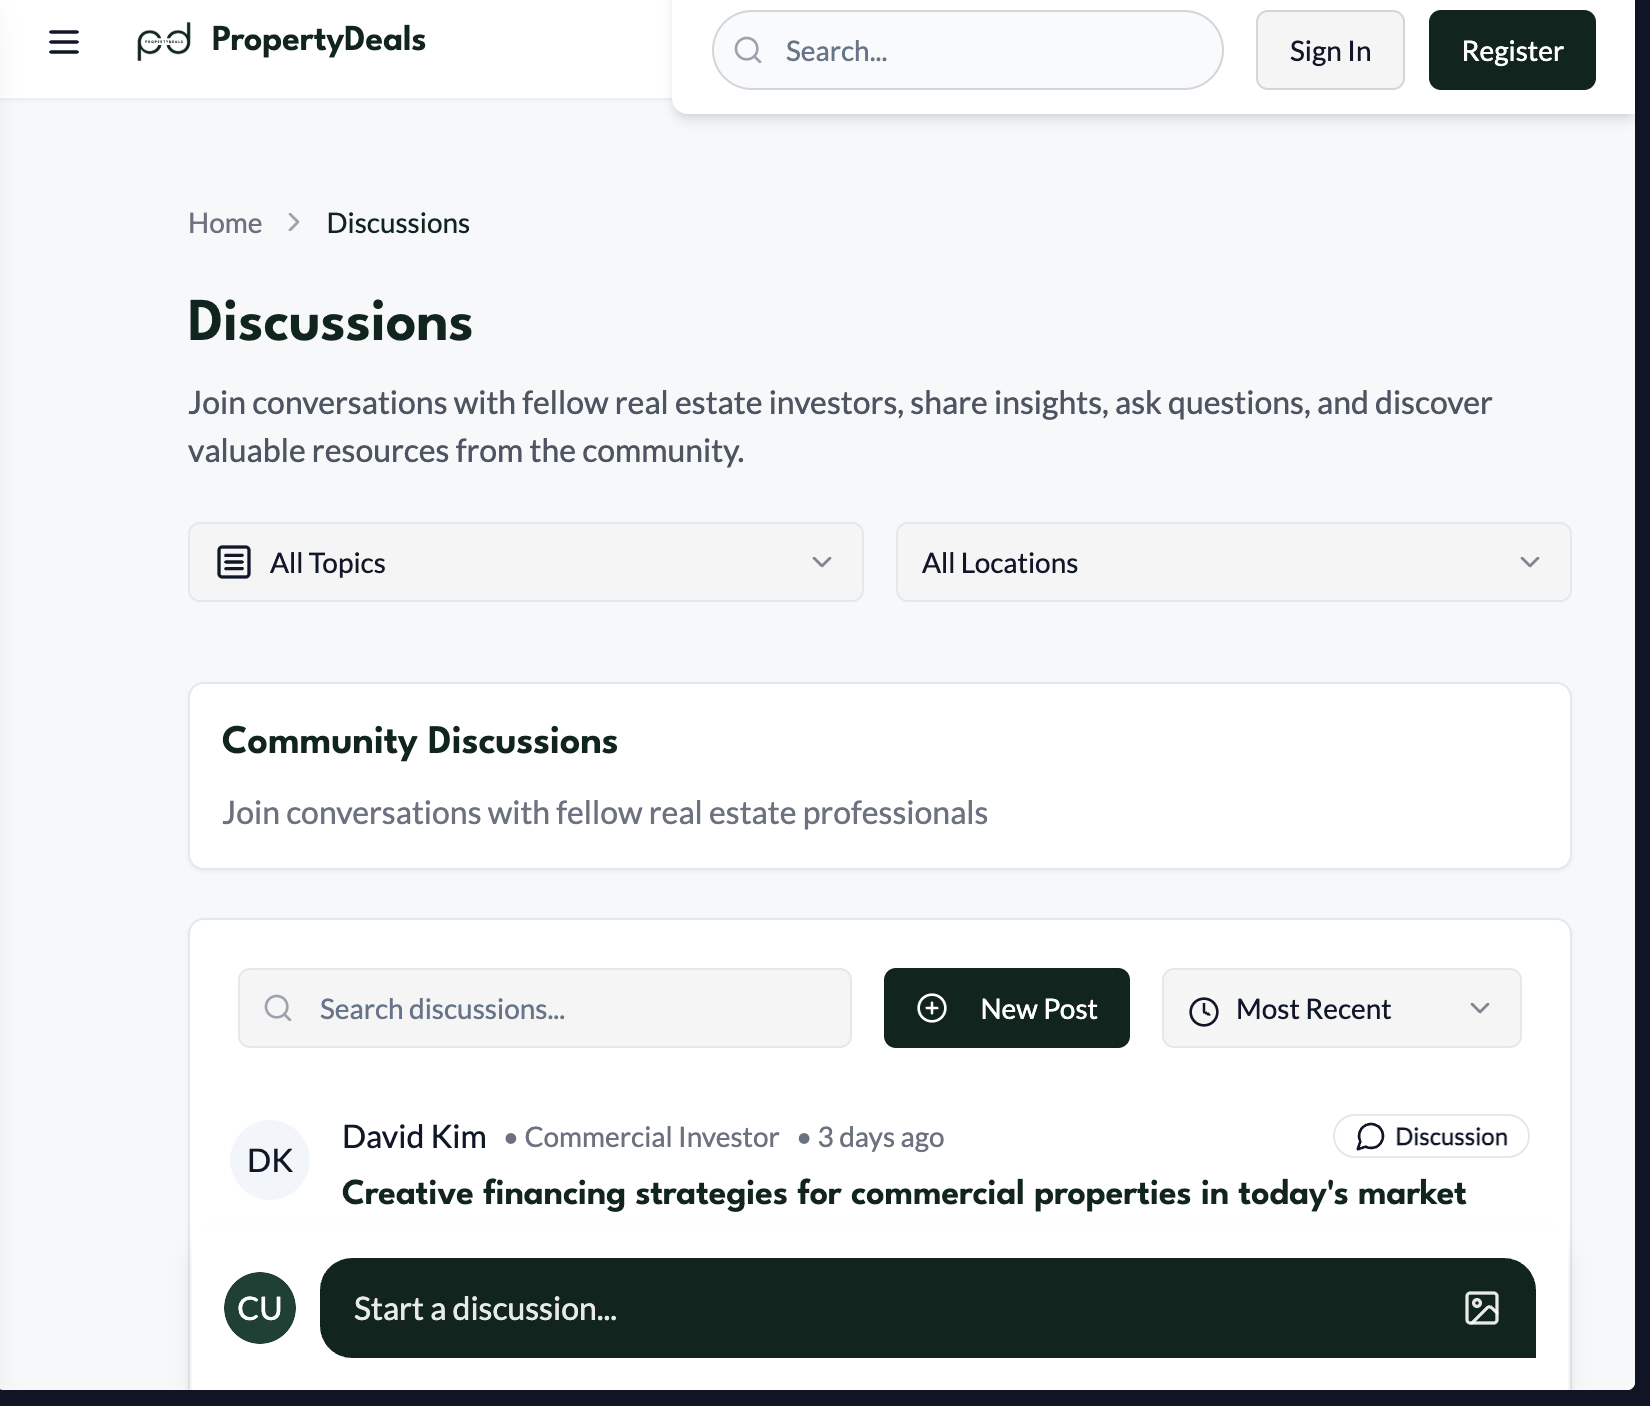 pd PROPERTYDEALS PropertyDeals
Search...
Sign In
Register
Home > Discussions
Discussions
Join conversations with fellow real estate investors, share insights, ask questions, and discover
valuable resources from the community.
All Topics
All Locations
Community Discussions
Join conversations with fellow real estate professionals
Search discussions...
New Post
Most Recent
DK
David Kim • Commercial Investor • 3 days ago
Discussion
Creative financing strategies for commercial properties in today's market
CU
Start a discussion...